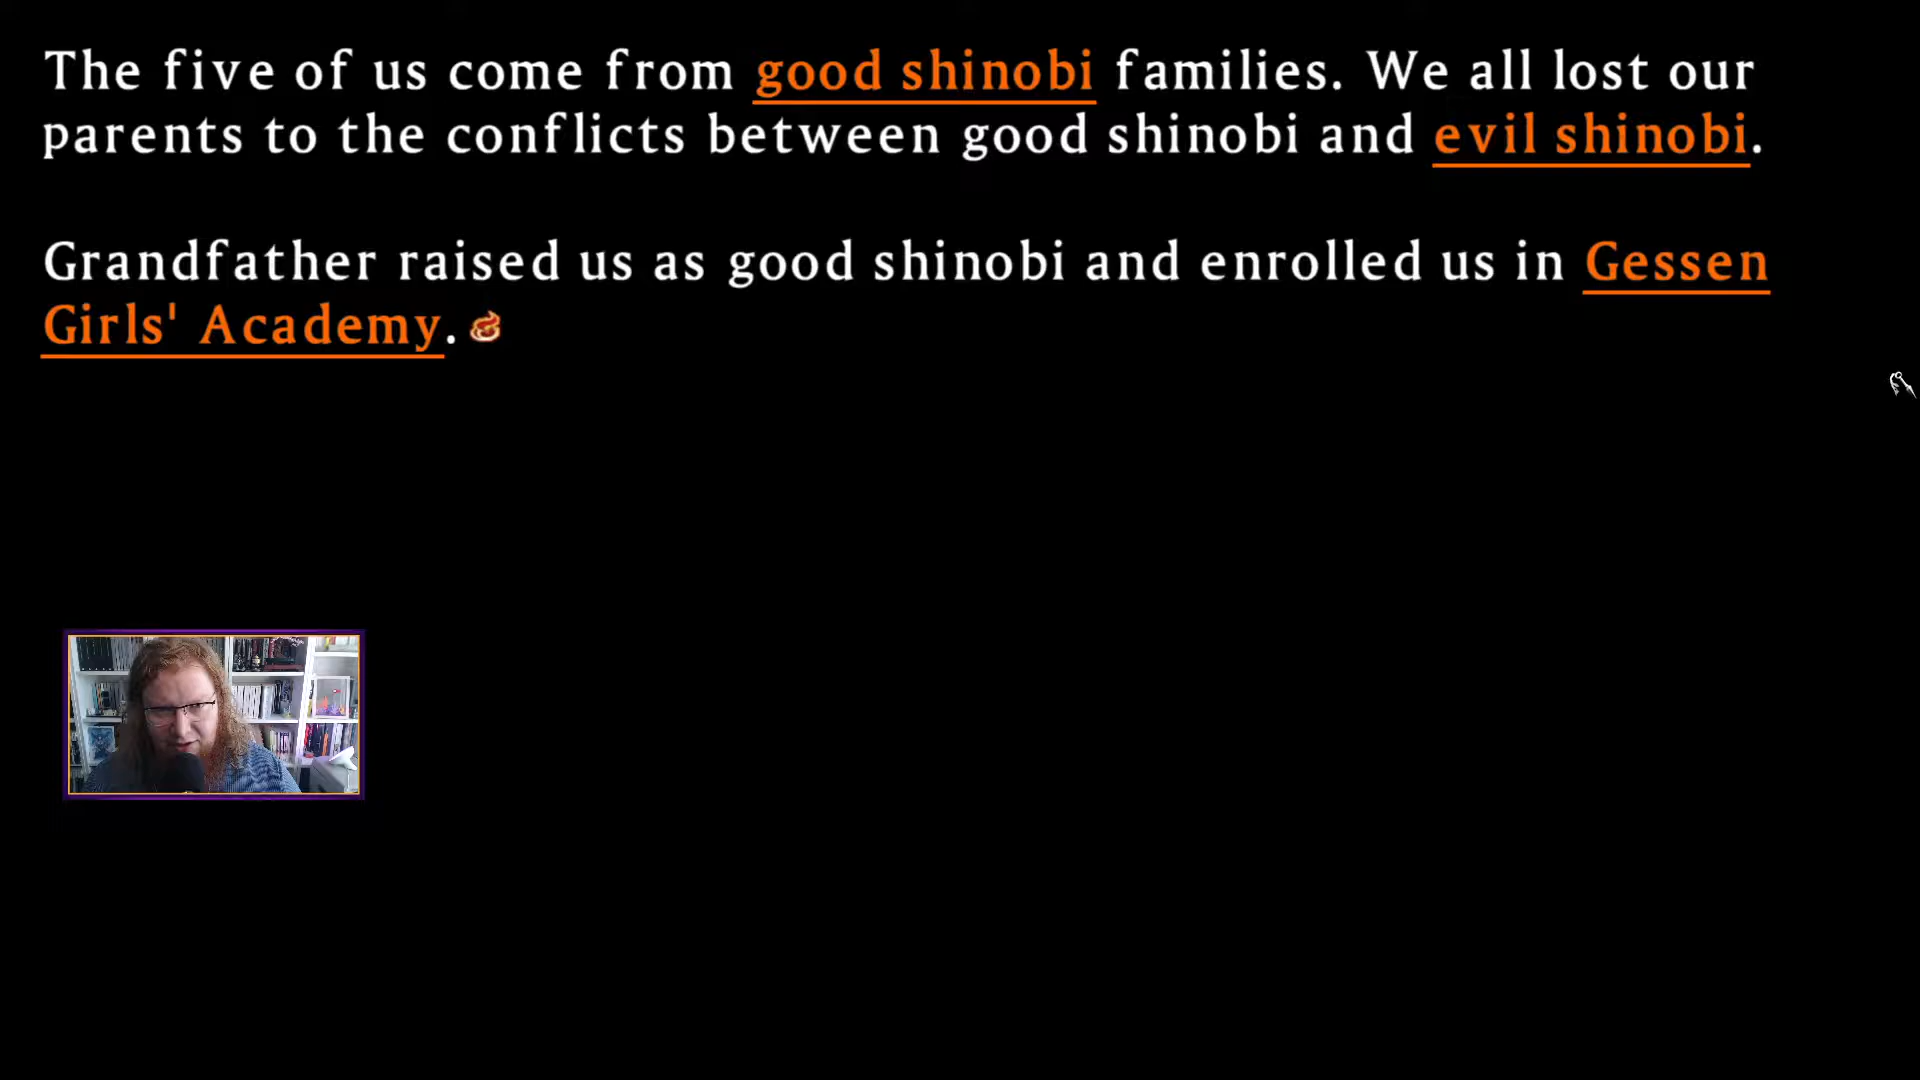 The five of us come from good shinobi families. We all lost our
parents to the conflicts between good shinobi and evil shinobi.
Grandfather raised us as good shinobi and enrolled us in Gessen
Girls' Academy.